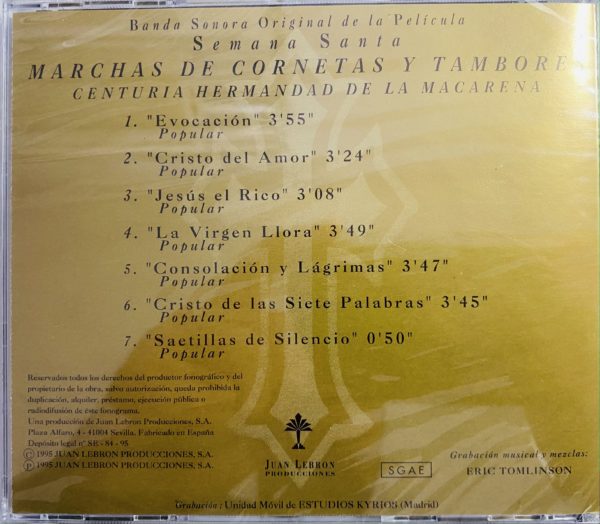 Banda Sonora Original de la Película
Semana Santa
MARCHAS DE CORNETAS Y TAMBORE
CENTURIA HERMANDAD DE LA MACARENA
1. "Evocación" 3'55"
Popular
2. "Cristo del Amor" 3'24"
Popular
3. "Jesús el Rico" 3'08"
Popular
4. "La Virgen Llora" 3'49"
Popular
5. "Consolación y Lágrimas" 3'47"
Popular
6. "Cristo de las Siete Palabras" 3'45"
Popular
7. "Saetillas de Silencio" 0'50"
Popular
Reservados todos los derechos del productor fonográfico y del
propietario de la obra, salvo autorización, queda prohibida la
duplicación, alquiler, préstamo, ejecución pública o
radiodifusión de éste fonograma.
Una producción de Juan Lebron Producciones, S.A.
Plaza Alfaro, 4 - 41004 Sevilla. Fabricado en España
Depósito legal nº SE - 84 - 95
© 1995 JUAN LEBRON PRODUCCIONES, S.A.
℗ 1995 JUAN LEBRON PRODUCCIONES, S.A.
JUAN LEBRON
PRODUCCIONES
SGAE
Grabación musical y mezclas:
ERIC TOMLINSON
Grabación : Unidad Móvil de ESTUDIOS KYRIOS (Madrid)